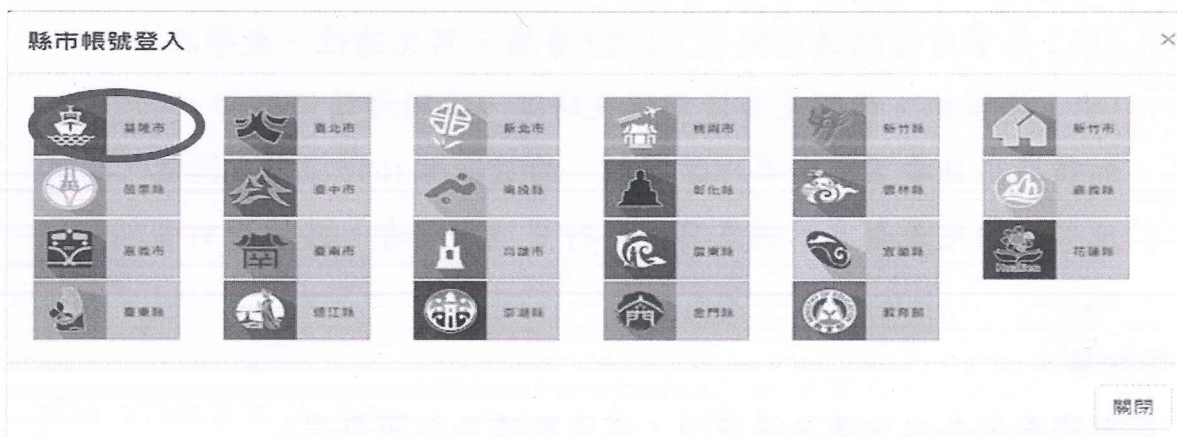 縣市帳號登入 ×
基隆市 臺北市 新北市 桃園市 新竹縣 新竹市
苗栗縣 臺中市 南投縣 彰化縣 雲林縣 嘉義縣
嘉義市 臺南市 高雄市 屏東縣 宜蘭縣 花蓮縣
臺東縣 連江縣 澎湖縣 金門縣 教育部
關閉